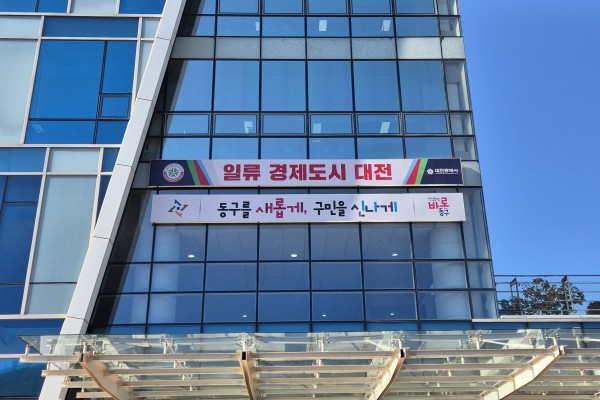 일류 경제도시 대전
대전광역시
동구를 새롭게, 구민을 신나게
바로
동구